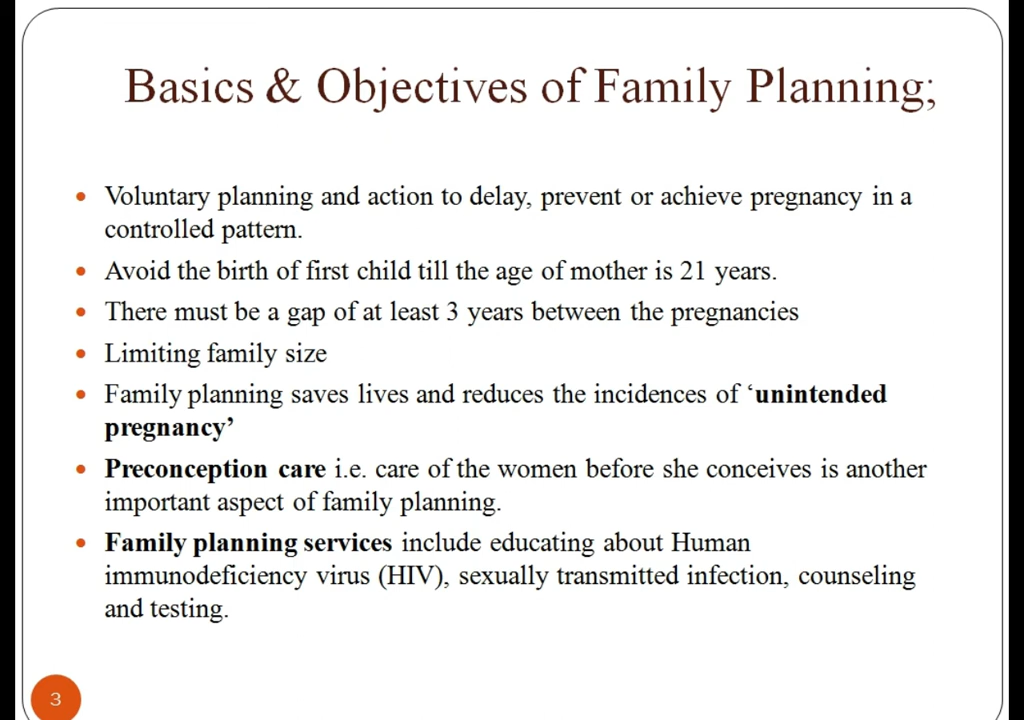 Basics & Objectives of Family Planning;
• Voluntary planning and action to delay, prevent or achieve pregnancy in a
controlled pattern.
• Avoid the birth of first child till the age of mother is 21 years.
• There must be a gap of at least 3 years between the pregnancies
• Limiting family size
• Family planning saves lives and reduces the incidences of ‘unintended
pregnancy’
• Preconception care i.e. care of the women before she conceives is another
important aspect of family planning.
• Family planning services include educating about Human
immunodeficiency virus (HIV), sexually transmitted infection, counseling
and testing.
3